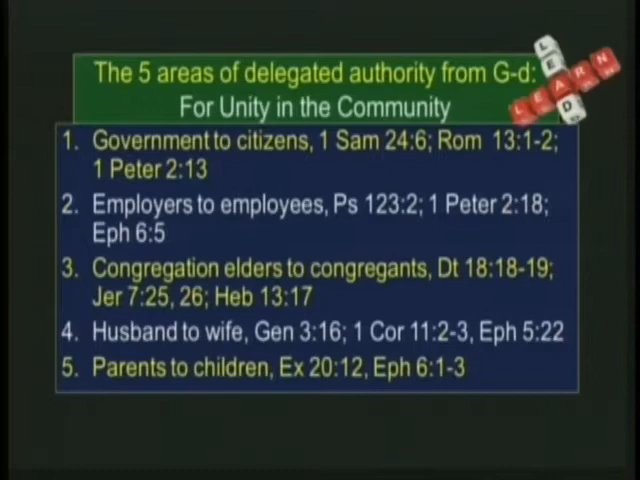 The 5 areas of delegated authority from G-d:
For Unity in the Community
1. Government to citizens, 1 Sam 24:6; Rom 13:1-2;
1 Peter 2:13
2. Employers to employees, Ps 123:2; 1 Peter 2:18;
Eph 6:5
3. Congregation elders to congregants, Dt 18:18-19;
Jer 7:25, 26; Heb 13:17
4. Husband to wife, Gen 3:16; 1 Cor 11:2-3, Eph 5:22
5. Parents to children, Ex 20:12, Eph 6:1-3
LEARN
LEAD